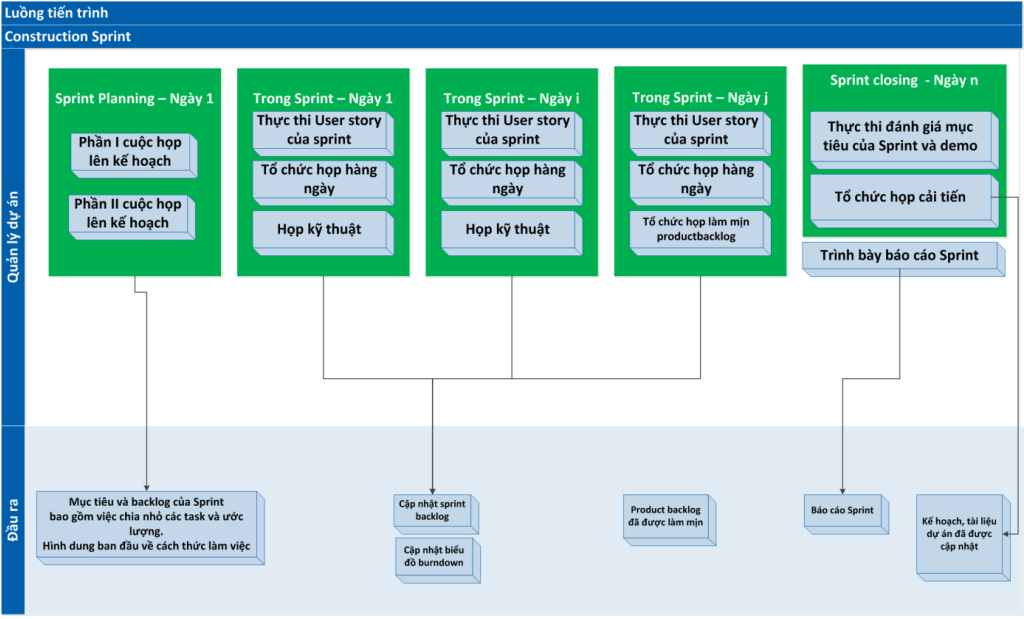 Luồng tiến trình
Construction Sprint
Quản lý dự án
Sprint Planning – Ngày 1
Phần I cuộc họp
lên kế hoạch
Phần II cuộc họp
lên kế hoạch
Trong Sprint – Ngày 1
Thực thi User story
của sprint
Tổ chức họp hàng
ngày
Họp kỹ thuật
Trong Sprint – Ngày i
Thực thi User story
của sprint
Tổ chức họp hàng
ngày
Họp kỹ thuật
Trong Sprint – Ngày j
Thực thi User story
của sprint
Tổ chức họp hàng
ngày
Tổ chức họp làm mịn
productbacklog
Sprint closing - Ngày n
Thực thi đánh giá mục
tiêu của Sprint và demo
Tổ chức họp cải tiến
Trình bày báo cáo Sprint
Đầu ra
Mục tiêu và backlog của Sprint
bao gồm việc chia nhỏ các task và ước
lượng.
Hình dung ban đầu về cách thức làm việc
Cập nhật sprint
backlog
Cập nhật biểu
đồ burndown
Product backlog
đã được làm mịn
Báo cáo Sprint
Kế hoạch, tài liệu
dự án đã được
cập nhật